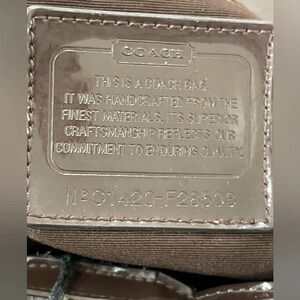 COACH
THIS IS A COACH BAG.
IT WAS HANDCRAFTED FROM THE
FINEST MATERIALS. ITS SUPERIOR
CRAFTSMANSHIP REFLECTS OUR
COMMITMENT TO ENDURING QUALITY.
Nº C1420-F28503